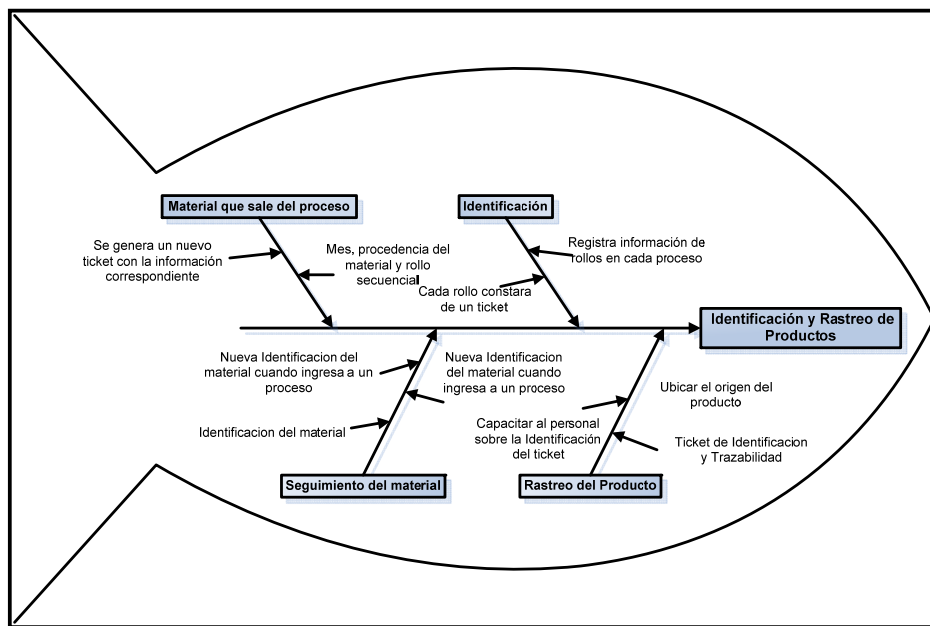 Material que sale del proceso
Identificación
Se genera un nuevo
ticket con la información
correspondiente
Mes, procedencia del
material y rollo
secuencial
Registra información de
rollos en cada proceso
Cada rollo constara
de un ticket
Identificación y Rastreo de
Productos
Nueva Identificacion del
material cuando ingresa a un
proceso
Nueva Identificacion
del material cuando
ingresa a un proceso
Identificacion del material
Ubicar el origen del
producto
Capacitar al personal
sobre la Identificación
del ticket
Ticket de Identificacion
y Trazabilidad
Seguimiento del material
Rastreo del Producto